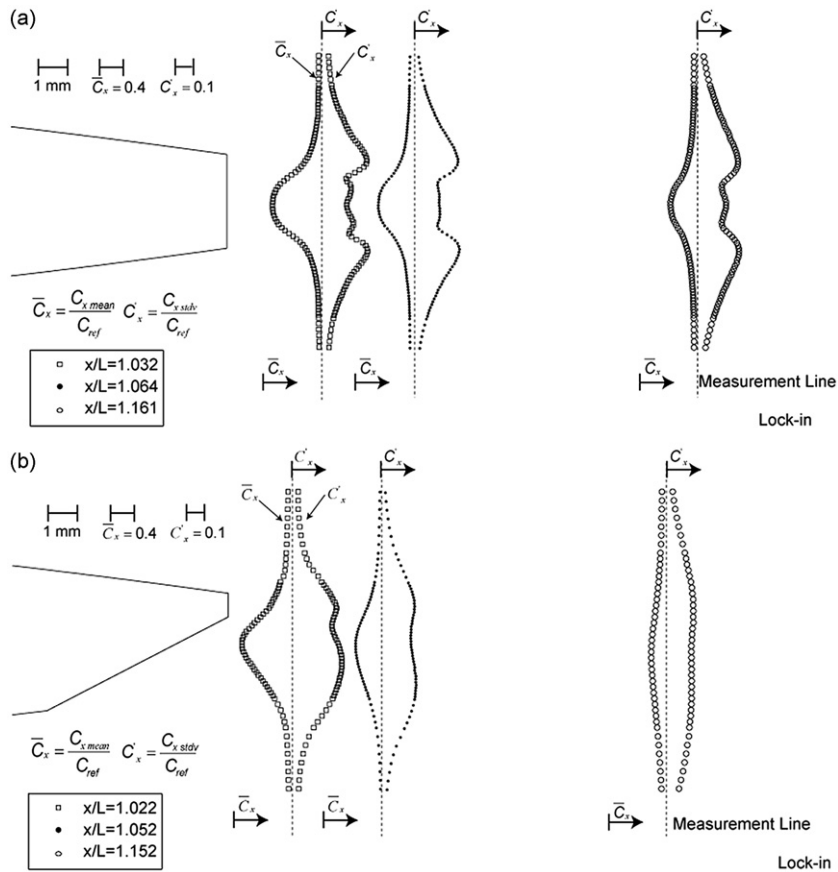 (a)
C'x C'x C'x
C̅x C'x
1 mm C̅x = 0.4 C'x = 0.1
C̅x = Cx mean / Cref C'x = Cx stdv / Cref
x/L=1.032
x/L=1.064
x/L=1.161
C̅x C̅x C̅x
Measurement Line
Lock-in
(b)
C'x C'x C'x
C̅x C'x
1 mm C̅x = 0.4 C'x = 0.1
C̅x = Cx mean / Cref C'x = Cx stdv / Cref
x/L=1.022
x/L=1.052
x/L=1.152
C̅x C̅x C̅x
Measurement Line
Lock-in